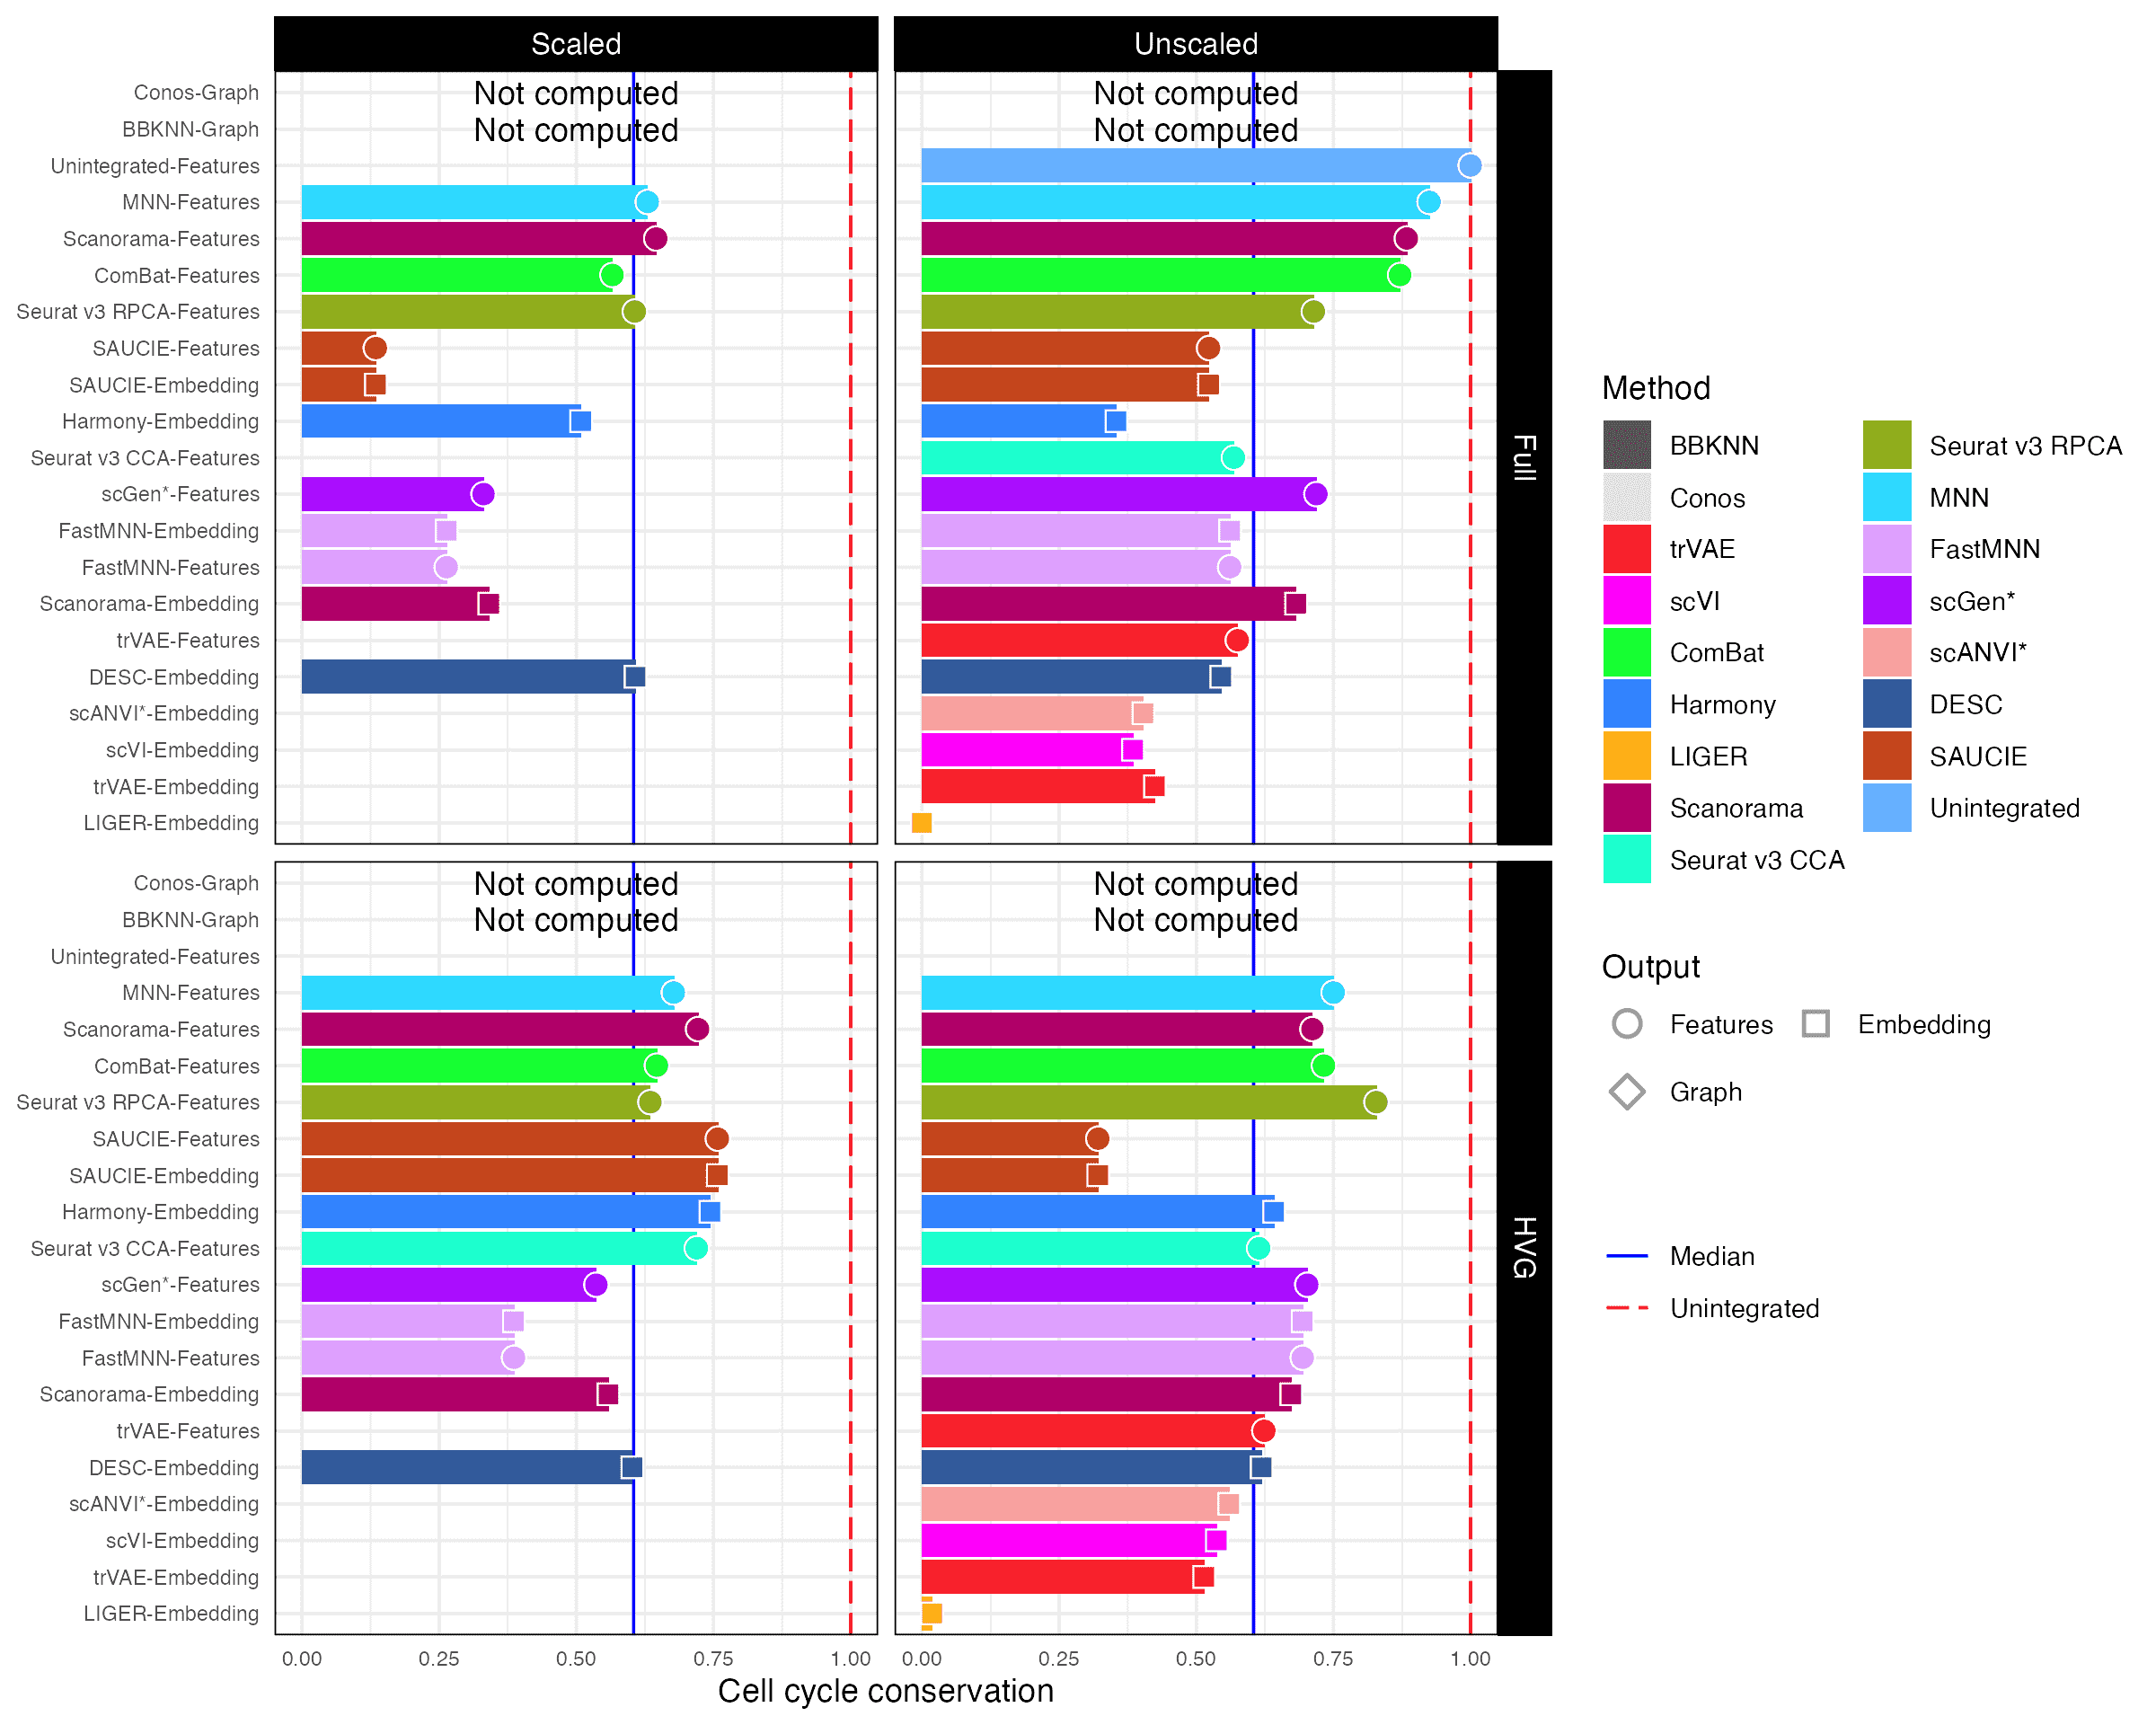 Scaled
Unscaled
Conos-Graph
Not computed
Not computed
BBKNN-Graph
Not computed
Not computed
Unintegrated-Features
MNN-Features
Scanorama-Features
ComBat-Features
Seurat v3 RPCA-Features
SAUCIE-Features
SAUCIE-Embedding
Harmony-Embedding
Seurat v3 CCA-Features
scGen*-Features
FastMNN-Embedding
FastMNN-Features
Scanorama-Embedding
trVAE-Features
DESC-Embedding
scANVI*-Embedding
scVI-Embedding
trVAE-Embedding
LIGER-Embedding
Full
Conos-Graph
Not computed
Not computed
BBKNN-Graph
Not computed
Not computed
Unintegrated-Features
MNN-Features
Scanorama-Features
ComBat-Features
Seurat v3 RPCA-Features
SAUCIE-Features
SAUCIE-Embedding
Harmony-Embedding
Seurat v3 CCA-Features
scGen*-Features
FastMNN-Embedding
FastMNN-Features
Scanorama-Embedding
trVAE-Features
DESC-Embedding
scANVI*-Embedding
scVI-Embedding
trVAE-Embedding
LIGER-Embedding
HVG
0.00 0.25 0.50 0.75 1.00
0.00 0.25 0.50 0.75 1.00
Cell cycle conservation
Method
BBKNN
Conos
trVAE
scVI
ComBat
Harmony
LIGER
Scanorama
Seurat v3 CCA
Seurat v3 RPCA
MNN
FastMNN
scGen*
scANVI*
DESC
SAUCIE
Unintegrated
Output
Features
Embedding
Graph
Median
Unintegrated